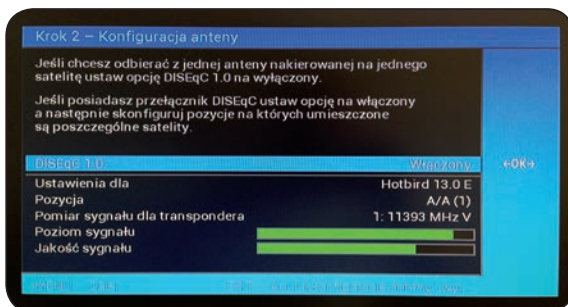 Krok 2 – Konfiguracja anteny
Jeśli chcesz odbierać z jednej anteny nakierowanej na jednego
satelitę ustaw opcję DISEqC 1.0 na wyłączony.
Jeśli posiadasz przełącznik DISEqC ustaw opcję na włączony
a następnie skonfiguruj pozycje na których umieszczone
są poszczególne satelity.
DISEqC 1.0 Włączony
←OK→
Ustawienia dla Hotbird 13.0 E
Pozycja A/A (1)
Pomiar sygnału dla transpondera 1: 11393 MHz V
Poziom sygnału
Jakość sygnału